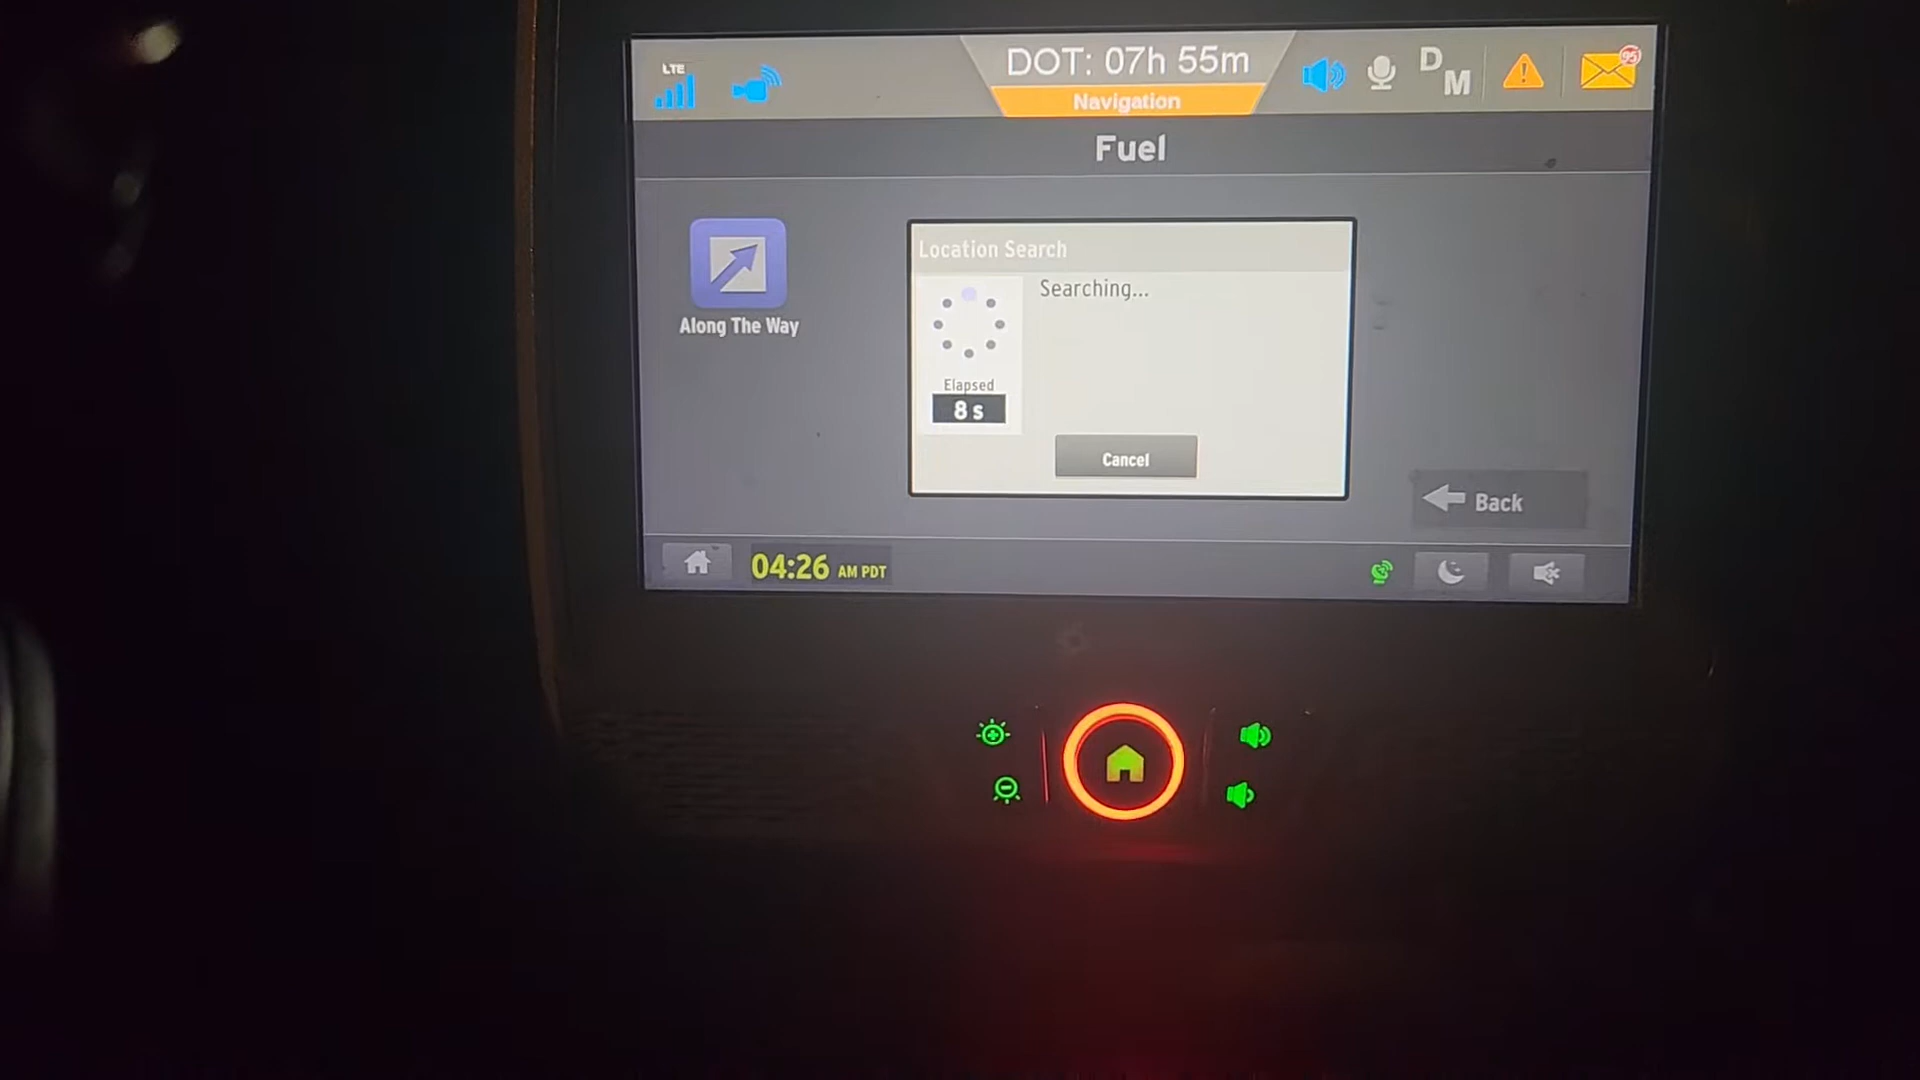 LTE
DOT: 07h 55m
Navigation
D
M
95
Fuel
Location Search
Searching...
Along The Way
Elapsed
8 s
Cancel
Back
04:26 AM PDT